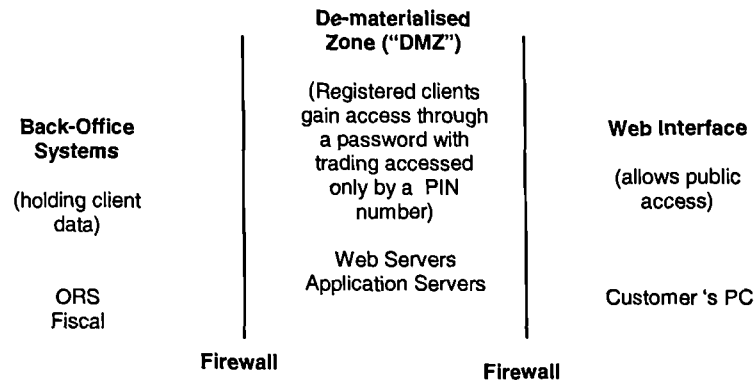 De-materialised
Zone ("DMZ")
(Registered clients
gain access through
a password with
trading accessed
only by a PIN
number)
Web Servers
Application Servers
Back-Office
Systems
(holding client
data)
ORS
Fiscal
Web Interface
(allows public
access)
Customer 's PC
Firewall
Firewall